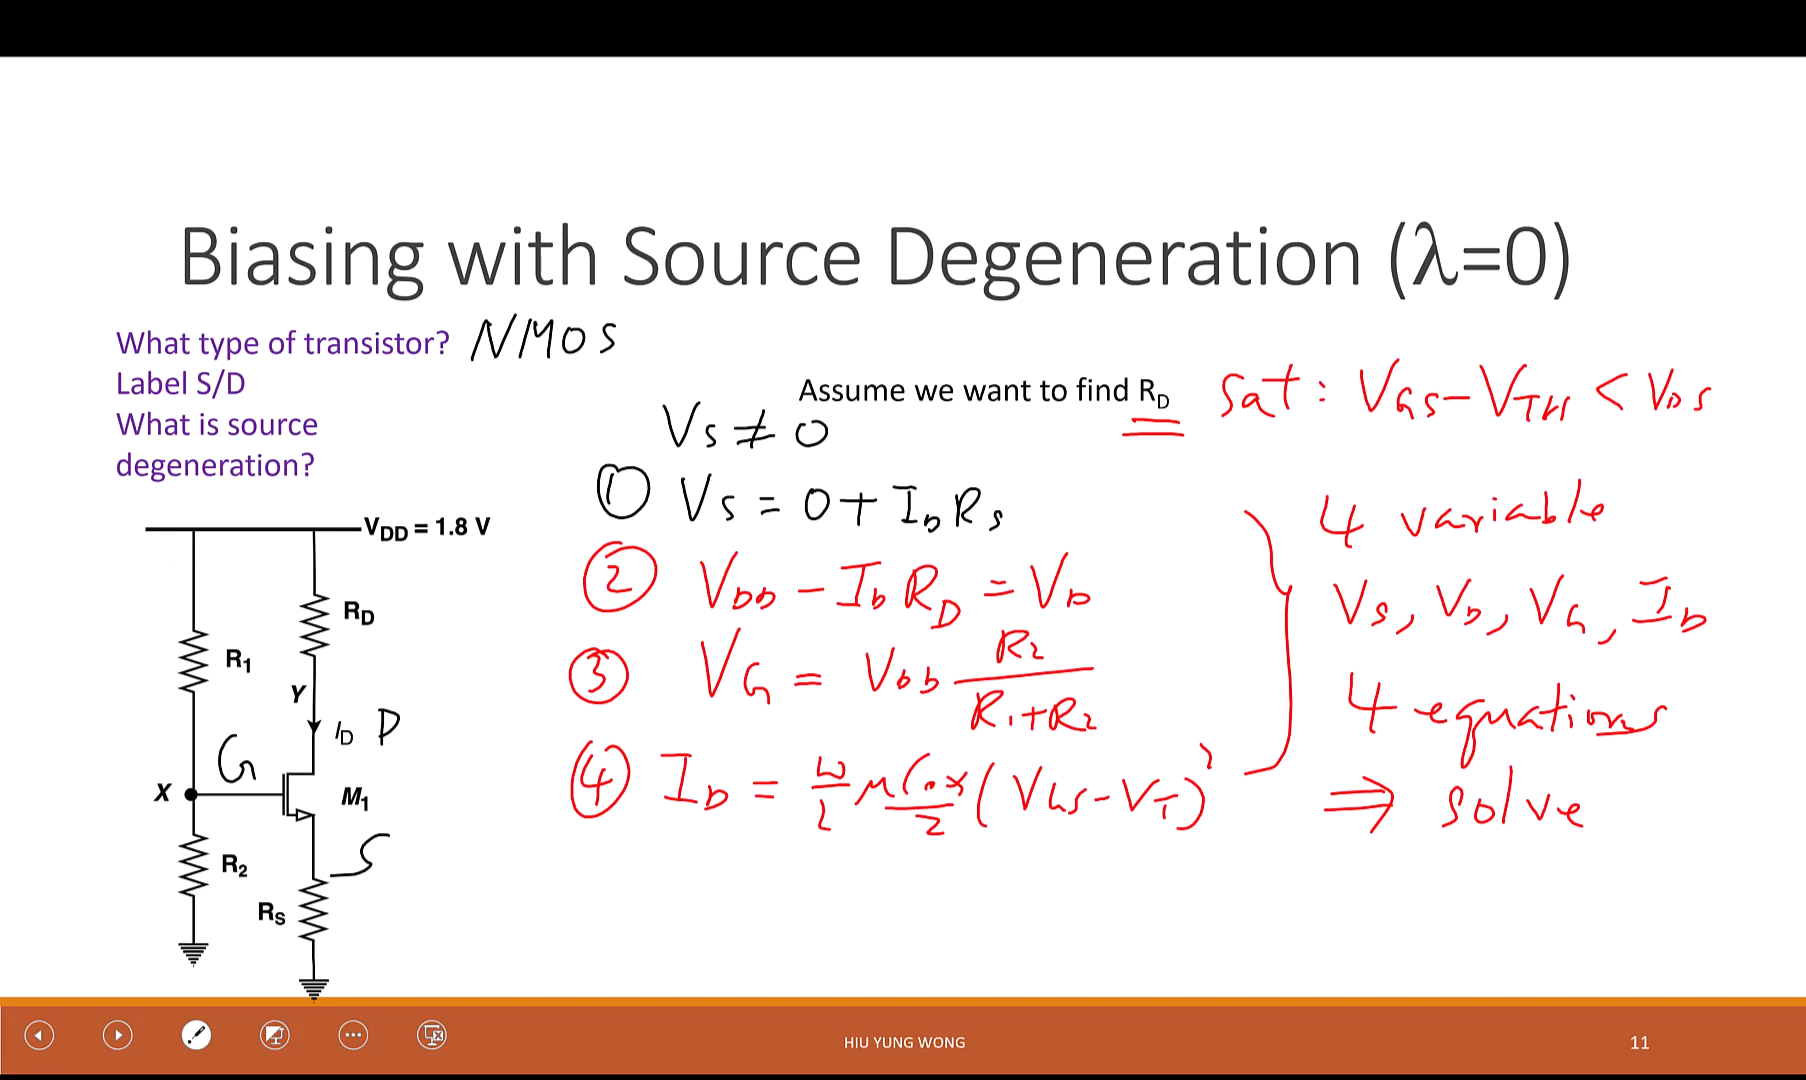 Biasing with Source Degeneration (λ=0)
What type of transistor? NMOS
Label S/D
What is source
degeneration?
Assume we want to find R_D
Sat: V_GS - V_TH < V_DS
V_S ≠ 0
① V_S = 0 + I_D R_S
② V_DD - I_D R_D = V_D
③ V_G = V_DD R_2 / (R_1 + R_2)
④ I_D = W/L μC_ox/2 (V_GS - V_T)²
4 variable
V_S, V_D, V_G, I_D
4 equations
⇒ solve
V_DD = 1.8 V
R_D
R_1
Y
I_D D
G
X
M_1
S
R_2
R_S
HIU YUNG WONG
11